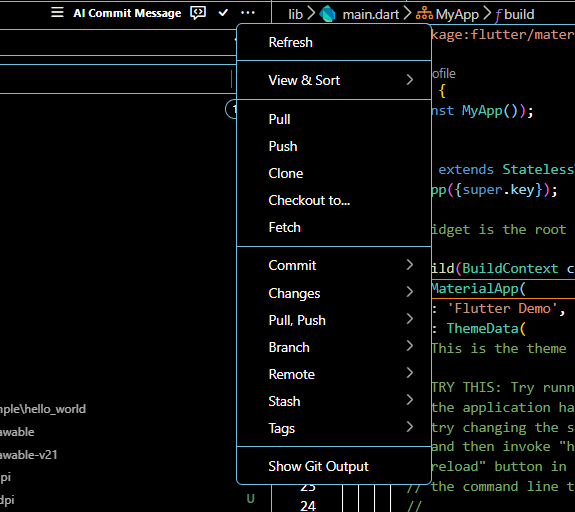 AI Commit Message
lib > main.dart > MyApp > build
Refresh
View & Sort
Pull
Push
Clone
Checkout to...
Fetch
Commit
Changes
Pull, Push
Branch
Remote
Stash
Tags
Show Git Output
kage:flutter/mater
ofile
{
nst MyApp());
extends Stateless
pp({super.key});
idget is the root
ild(BuildContext c
MaterialApp(
: 'Flutter Demo',
: ThemeData(
This is the theme
TRY THIS: Try runn
the application ha
try changing the s
and then invoke "h
reload" button in
23 // the command line t
24 //
nple\hello_world
awable
awable-v21
pi
dpi
U